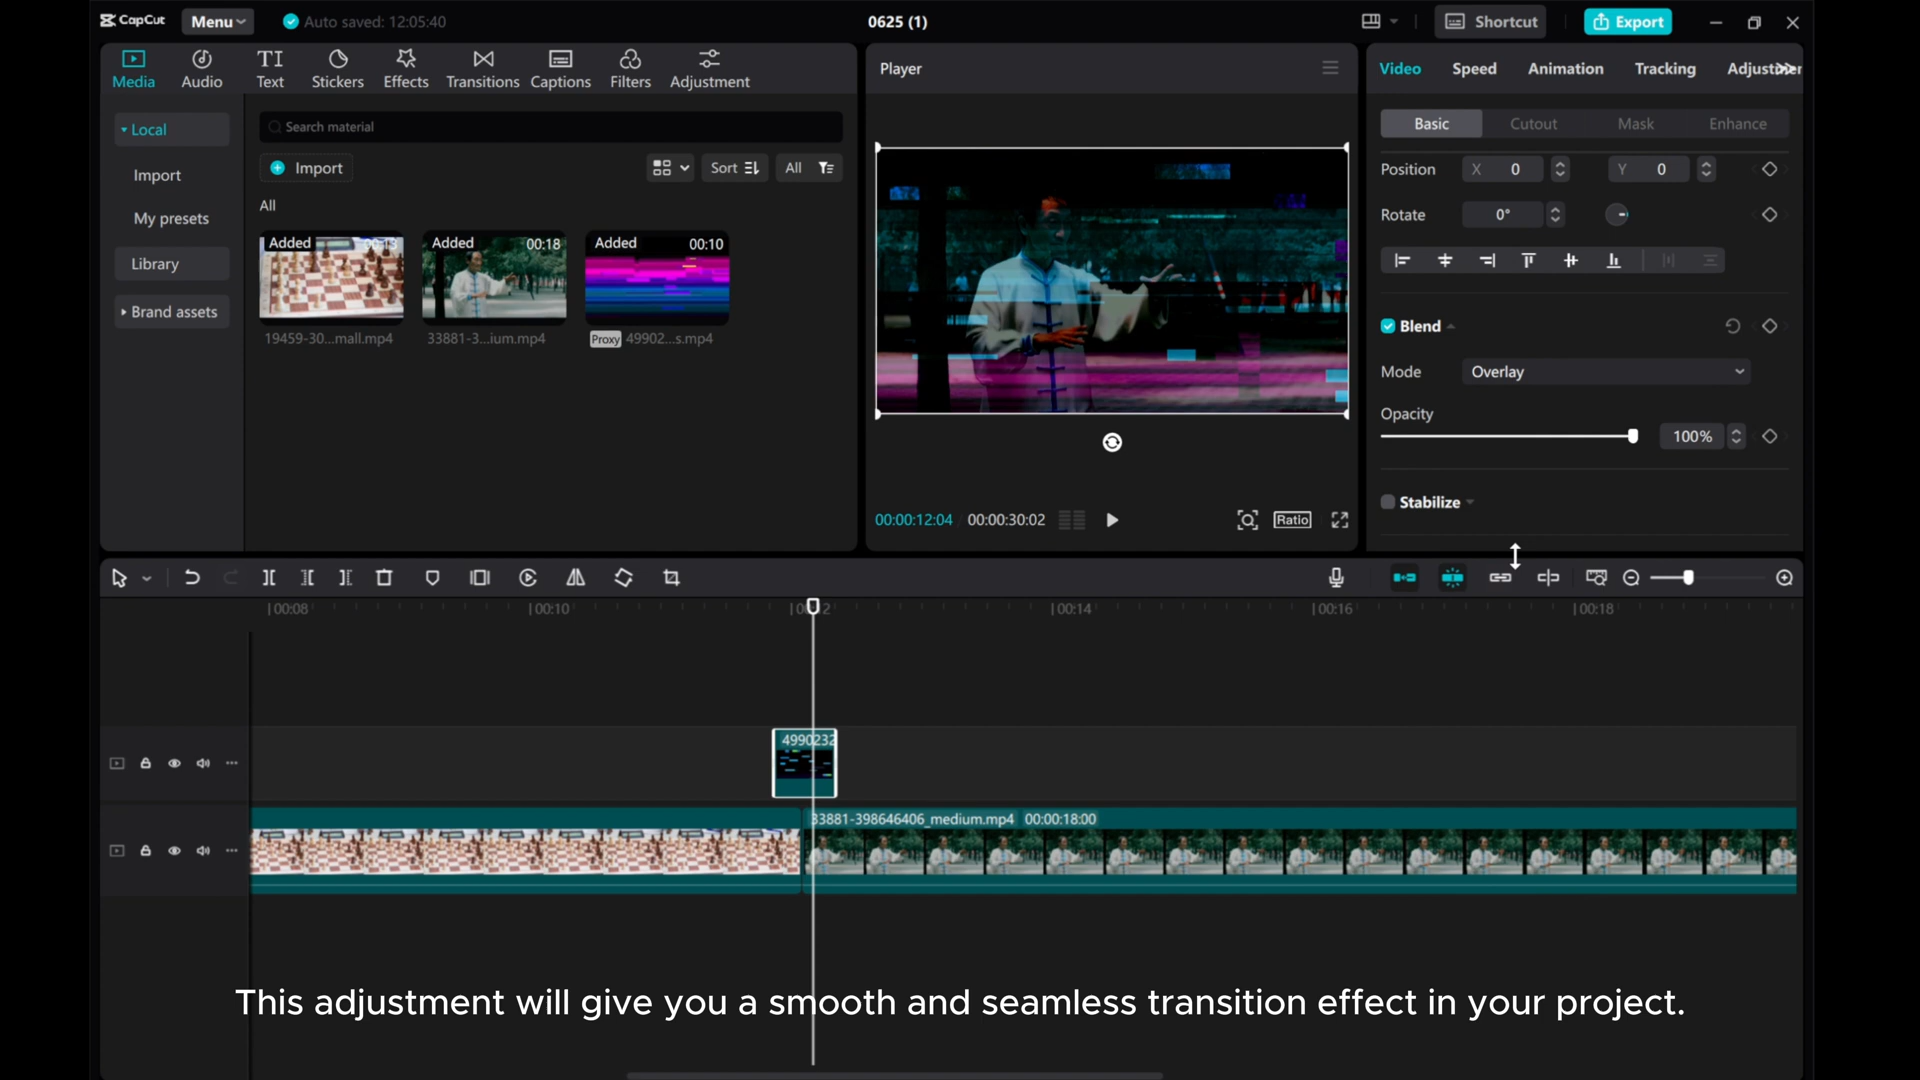 CapCut Menu Auto saved: 12:05:40 0625 (1) Shortcut Export
Media Audio Text Stickers Effects Transitions Captions Filters Adjustment
Local
Import
My presets
Library
Brand assets
Search material
Import Sort All
All
Added Added 00:18 Added 00:10
19459-30...mall.mp4 33881-3...ium.mp4 Proxy 49902...s.mp4
Player
00:00:12:04 00:00:30:02 Ratio
Video Speed Animation Tracking
Basic Cutout Mask Enhance
Position X 0 Y 0
Rotate 0°
Blend
Mode Overlay
Opacity
100%
Stabilize
00:08 00:10 00:14 00:16 00:18
4990232
33881-398646406_medium.mp4 00:00:18:00
This adjustment will give you a smooth and seamless transition effect in your project.